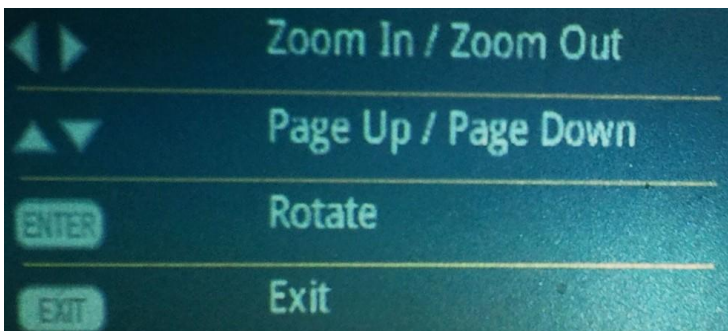 Zoom In / Zoom Out
Page Up / Page Down
ENTER Rotate
EXIT Exit